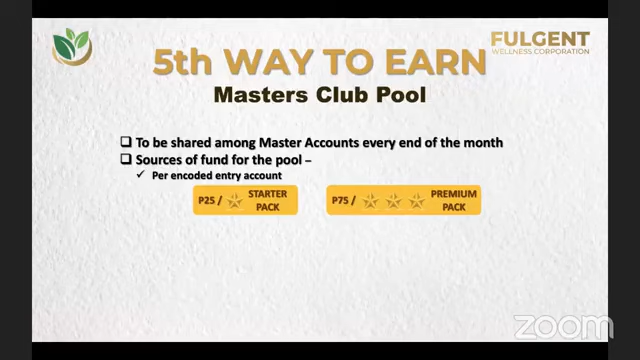 FULGENT
WELLNESS CORPORATION
5th WAY TO EARN
Masters Club Pool
To be shared among Master Accounts every end of the month
Sources of fund for the pool –
Per encoded entry account
P25 / STARTER PACK
P75 / PREMIUM PACK
zoom